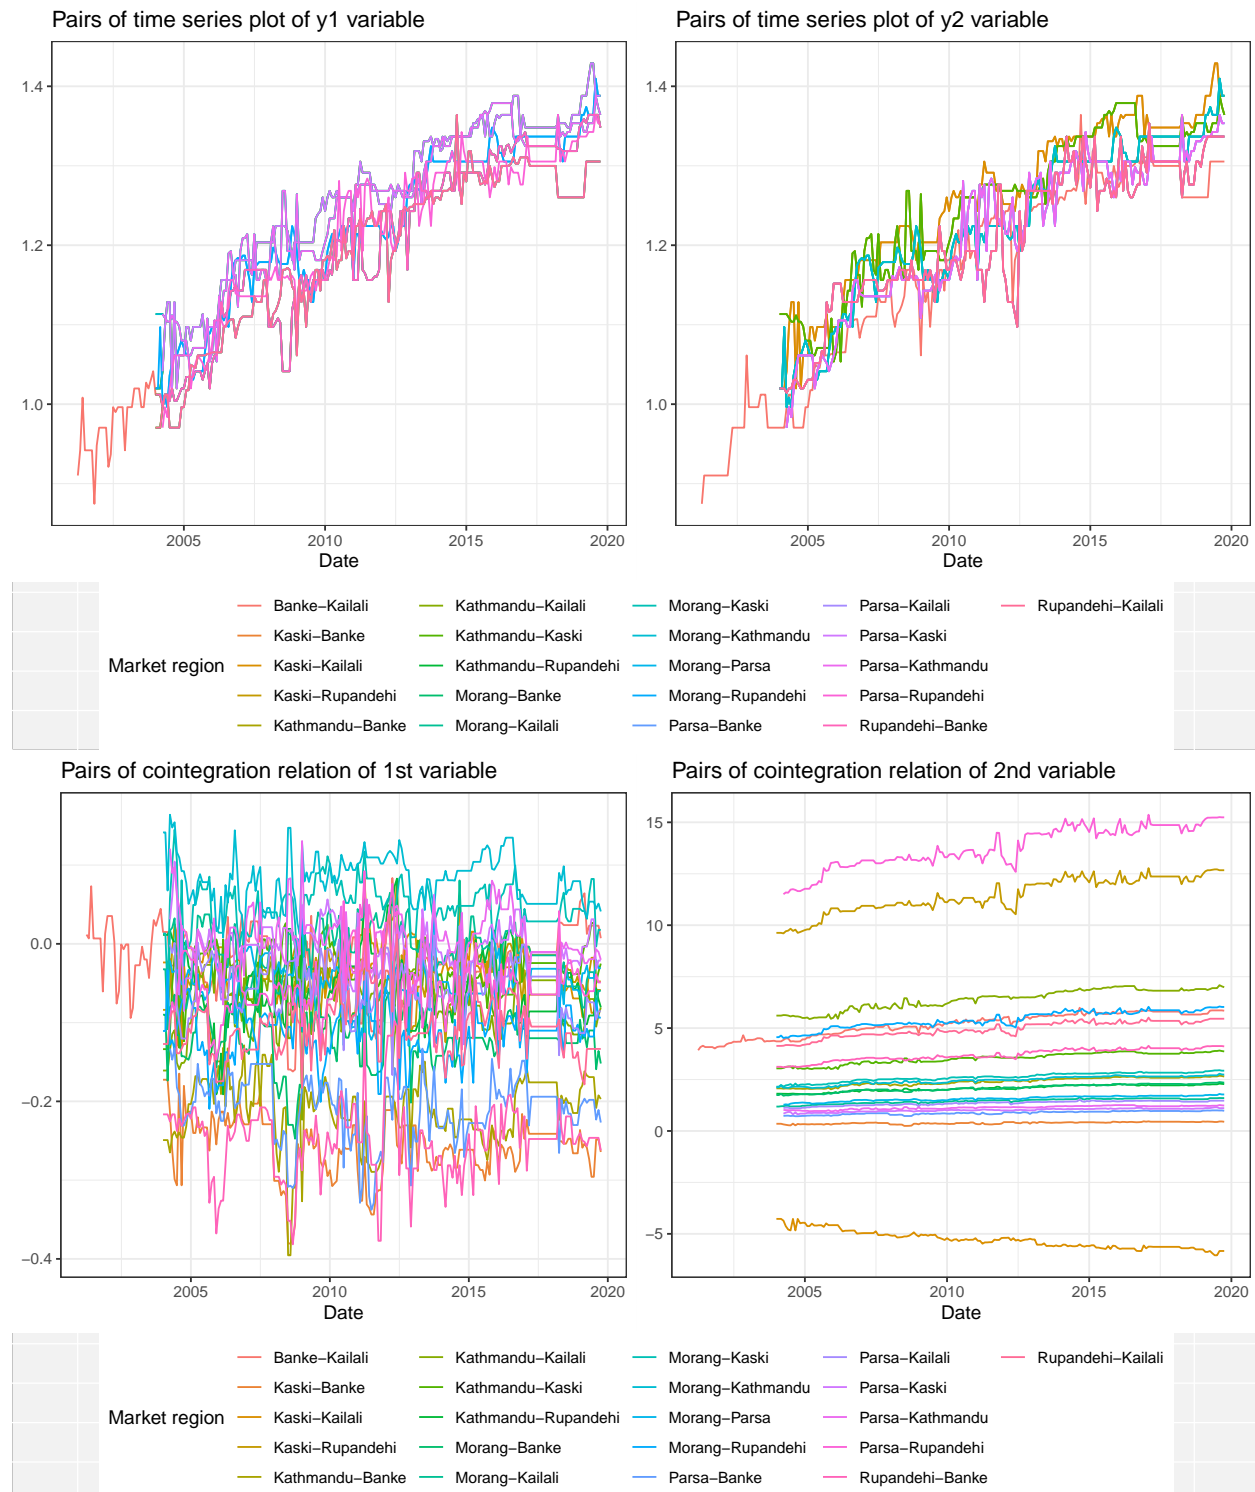 Pairs of time series plot of y1 variable
Pairs of time series plot of y2 variable
1.4
1.2
1.0
2005 2010 2015 2020
Date
1.4
1.2
1.0
2005 2010 2015 2020
Date
Market region
Banke−Kailali
Kaski−Banke
Kaski−Kailali
Kaski−Rupandehi
Kathmandu−Banke
Kathmandu−Kailali
Kathmandu−Kaski
Kathmandu−Rupandehi
Morang−Banke
Morang−Kailali
Morang−Kaski
Morang−Kathmandu
Morang−Parsa
Morang−Rupandehi
Parsa−Banke
Parsa−Kailali
Parsa−Kaski
Parsa−Kathmandu
Parsa−Rupandehi
Rupandehi−Banke
Rupandehi−Kailali
Pairs of cointegration relation of 1st variable
Pairs of cointegration relation of 2nd variable
0.0
−0.2
−0.4
2005 2010 2015 2020
Date
15
10
5
0
−5
2005 2010 2015 2020
Date
Market region
Banke−Kailali
Kaski−Banke
Kaski−Kailali
Kaski−Rupandehi
Kathmandu−Banke
Kathmandu−Kailali
Kathmandu−Kaski
Kathmandu−Rupandehi
Morang−Banke
Morang−Kailali
Morang−Kaski
Morang−Kathmandu
Morang−Parsa
Morang−Rupandehi
Parsa−Banke
Parsa−Kailali
Parsa−Kaski
Parsa−Kathmandu
Parsa−Rupandehi
Rupandehi−Banke
Rupandehi−Kailali